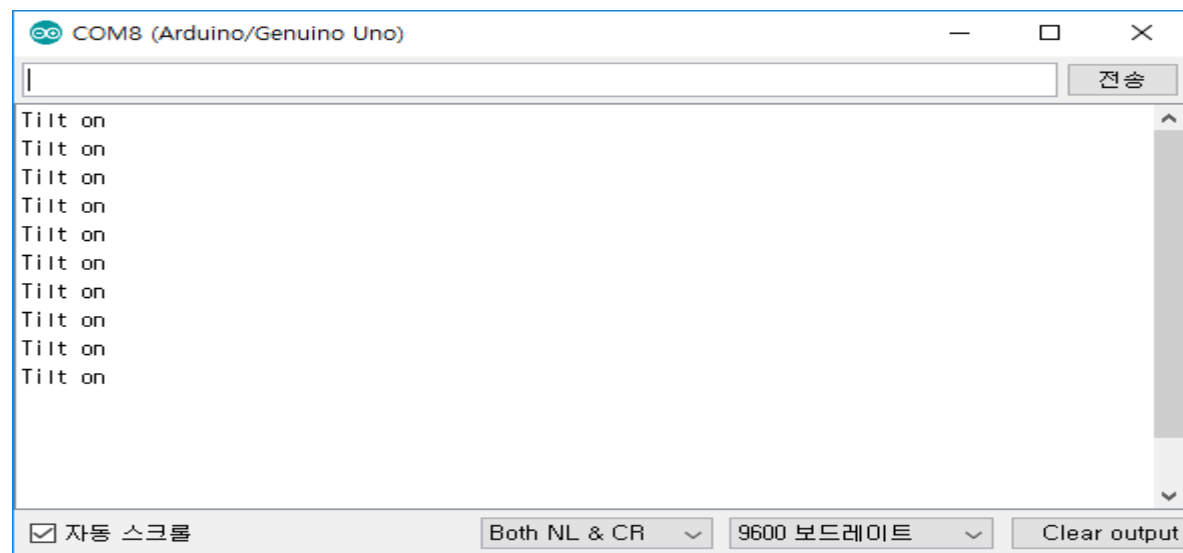 COM8 (Arduino/Genuino Uno)
전송
Tilt on
Tilt on
Tilt on
Tilt on
Tilt on
Tilt on
Tilt on
Tilt on
Tilt on
Tilt on
자동 스크롤 Both NL & CR 9600 보드레이트 Clear output